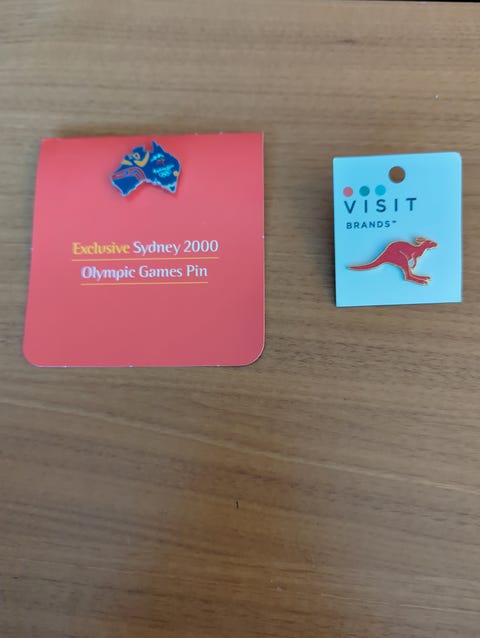 Exclusive Sydney 2000
Olympic Games Pin
VISIT
BRANDS™